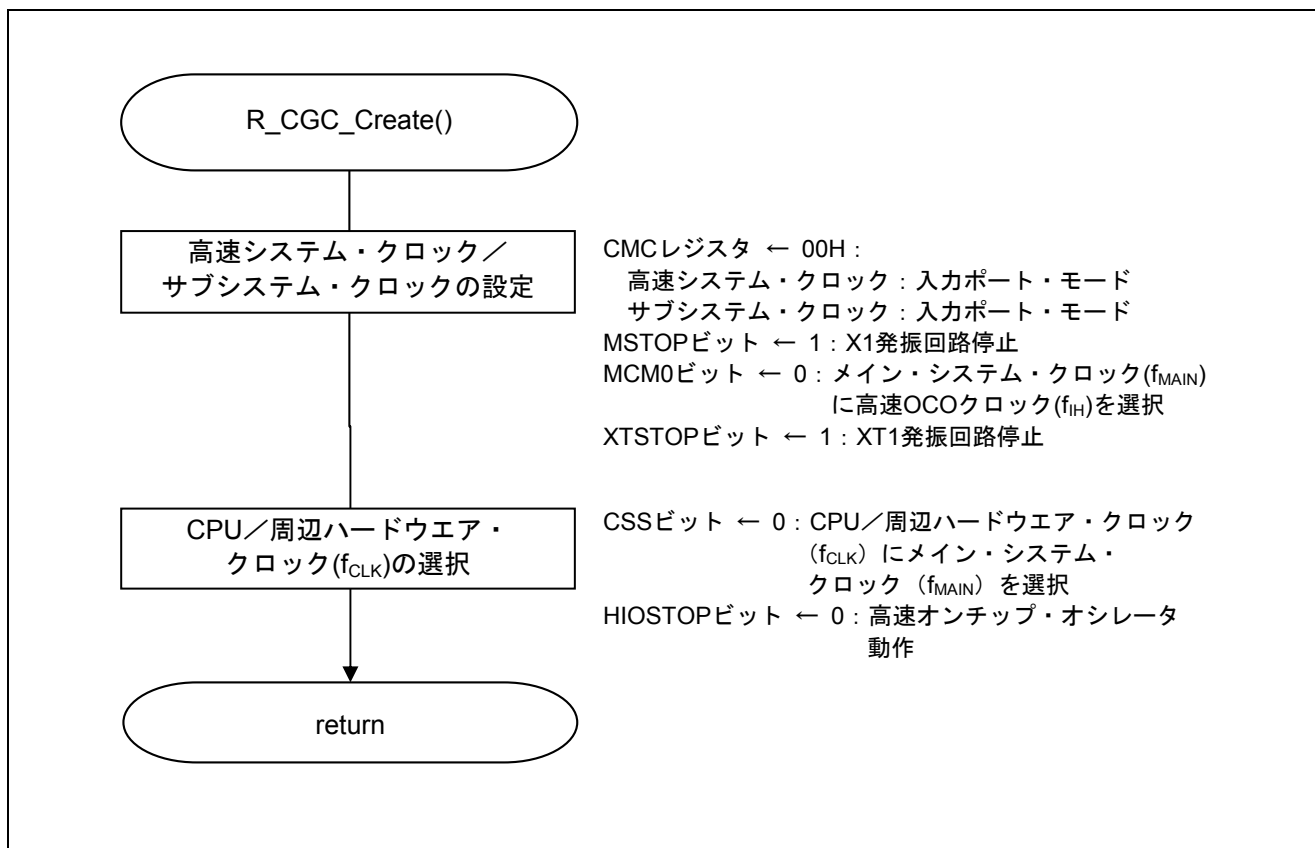 R_CGC_Create()
高速システム・クロック／
サブシステム・クロックの設定
CMCレジスタ ← 00H：
高速システム・クロック：入力ポート・モード
サブシステム・クロック：入力ポート・モード
MSTOPビット ← 1：X1発振回路停止
MCM0ビット ← 0：メイン・システム・クロック(fMAIN)
に高速OCOクロック(fIH)を選択
XTSTOPビット ← 1：XT1発振回路停止
CPU／周辺ハードウエア・
クロック(fCLK)の選択
CSSビット ← 0：CPU／周辺ハードウエア・クロック
（fCLK）にメイン・システム・
クロック（fMAIN）を選択
HIOSTOPビット ← 0：高速オンチップ・オシレータ
動作
return